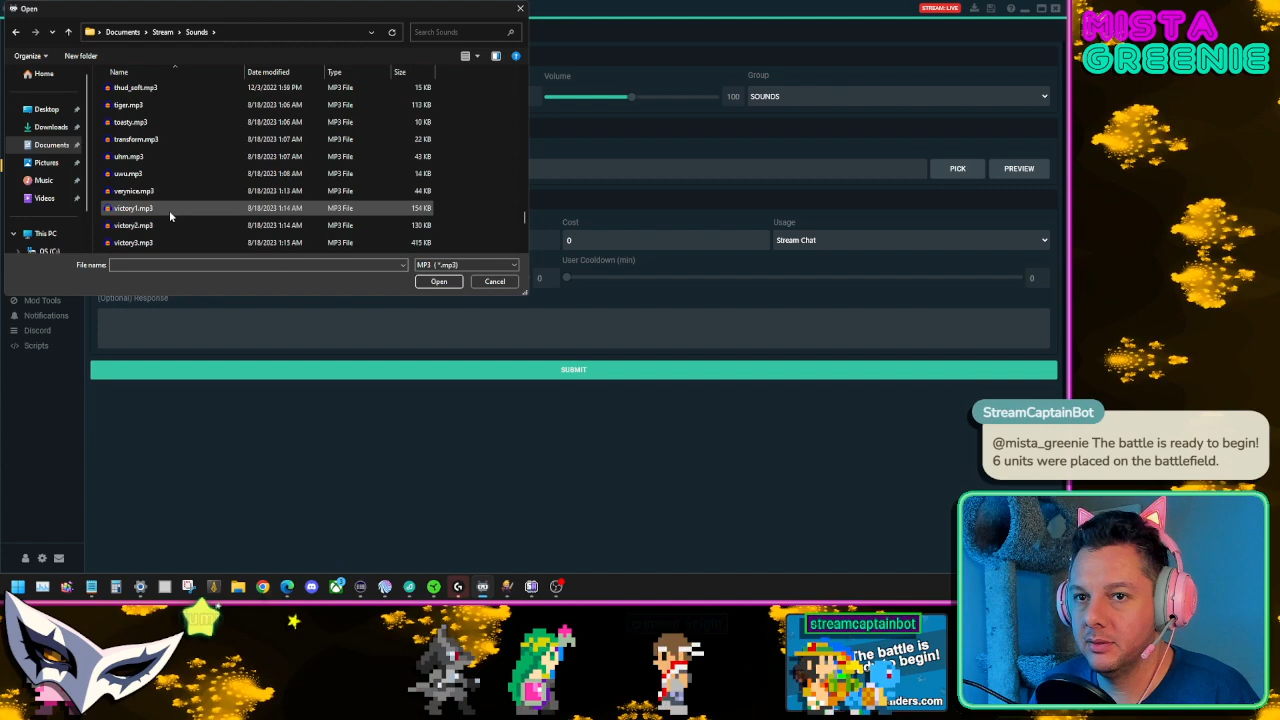 Open
Documents > Stream > Sounds >
Search Sounds
Organize
New folder
Home
Desktop
Downloads
Documents
Pictures
Music
Videos
This PC
OS (C:)
Name Date modified Type Size
thud_soft.mp3 12/3/2022 1:59 PM MP3 File 15 KB
tiger.mp3 8/18/2023 1:06 AM MP3 File 113 KB
toasty.mp3 8/18/2023 1:06 AM MP3 File 10 KB
transform.mp3 8/18/2023 1:07 AM MP3 File 22 KB
uhm.mp3 8/18/2023 1:07 AM MP3 File 43 KB
uwu.mp3 8/18/2023 1:08 AM MP3 File 14 KB
verynice.mp3 8/18/2023 1:13 AM MP3 File 44 KB
victory1.mp3 8/18/2023 1:14 AM MP3 File 154 KB
victory2.mp3 8/18/2023 1:14 AM MP3 File 130 KB
victory3.mp3 8/18/2023 1:15 AM MP3 File 415 KB
File name:
MP3 (*.mp3)
Open
Cancel
STREAM: LIVE
Volume
100
Group
SOUNDS
PICK
PREVIEW
Cost
0
Usage
Stream Chat
0
User Cooldown (min)
0
(Optional) Response
SUBMIT
Mod Tools
Notifications
Discord
Scripts
MISTA
GREENIE
StreamCaptainBot
@mista_greenie The battle is ready to begin!
6 units were placed on the battlefield.
streamcaptainbot
The battle is
ready to begin!